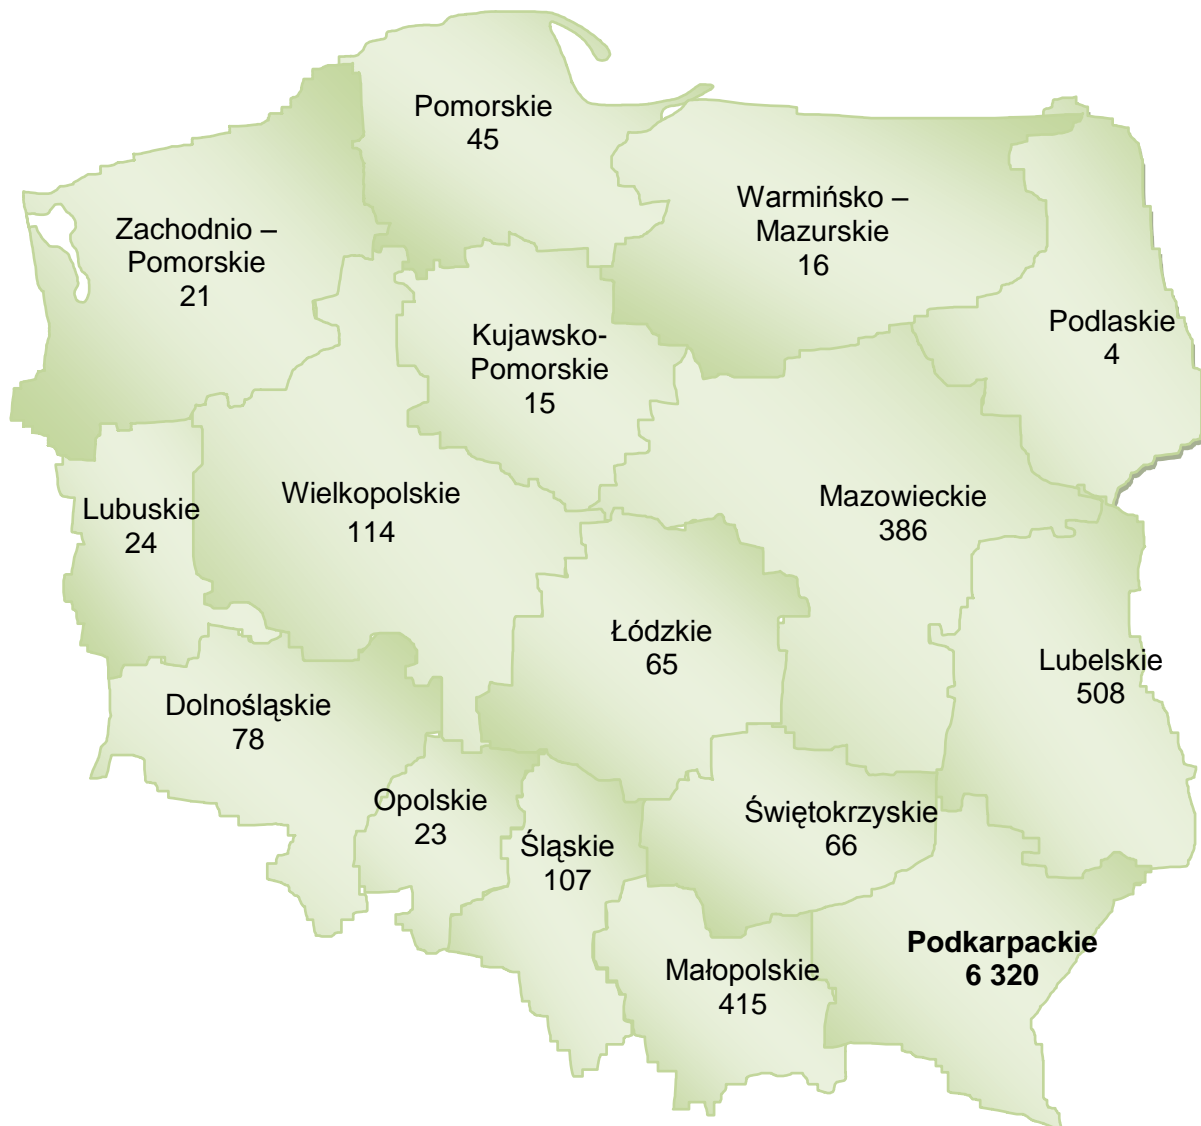 Pomorskie
45
Warmińsko –
Mazurskie
16
Zachodnio –
Pomorskie
21
Podlaskie
4
Kujawsko-
Pomorskie
15
Wielkopolskie
114
Mazowieckie
386
Lubuskie
24
Łódzkie
65
Lubelskie
508
Dolnośląskie
78
Opolskie
23
Świętokrzyskie
66
Śląskie
107
Podkarpackie
6 320
Małopolskie
415